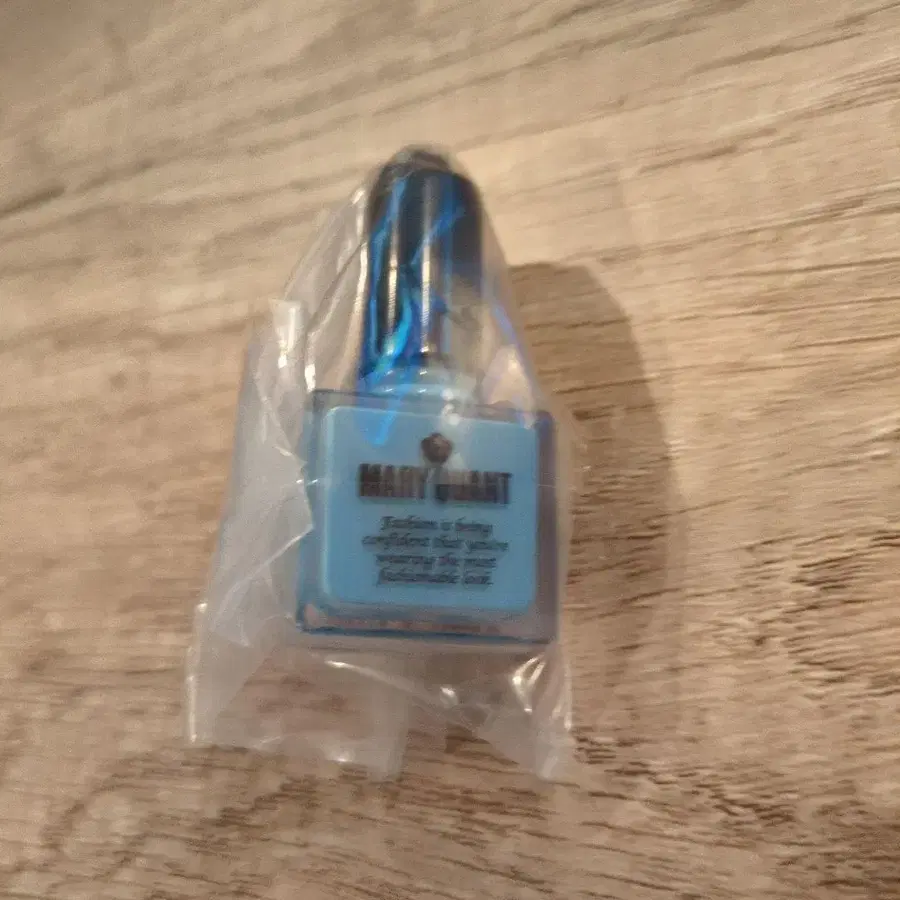 MARY QUANT
Fashion is being
confident that you're
wearing the most
fashionable look.